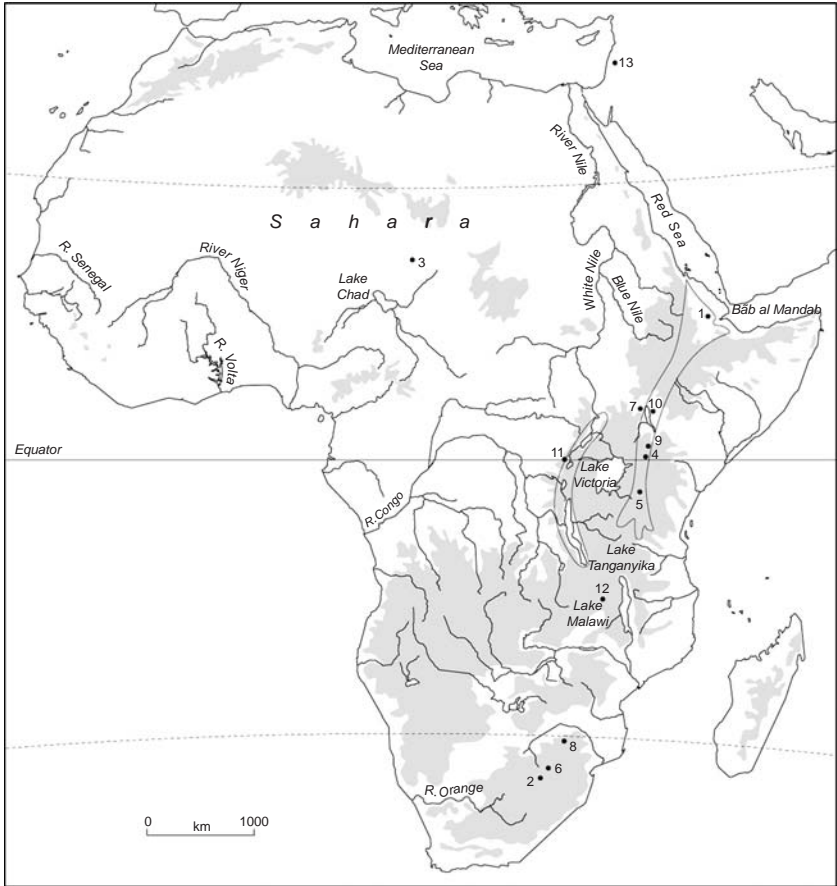 Mediterranean
Sea
13
River Nile
Red Sea
S a h a r a
R. Senegal
River Niger
3
Lake
Chad
White Nile
Blue Nile
Bāb al Mandab
1
R. Volta
7
10
9
4
Equator
11
Lake
Victoria
5
R.Congo
Lake
Tanganyika
12
Lake
Malawi
8
6
2
R. Orange
0 km 1000